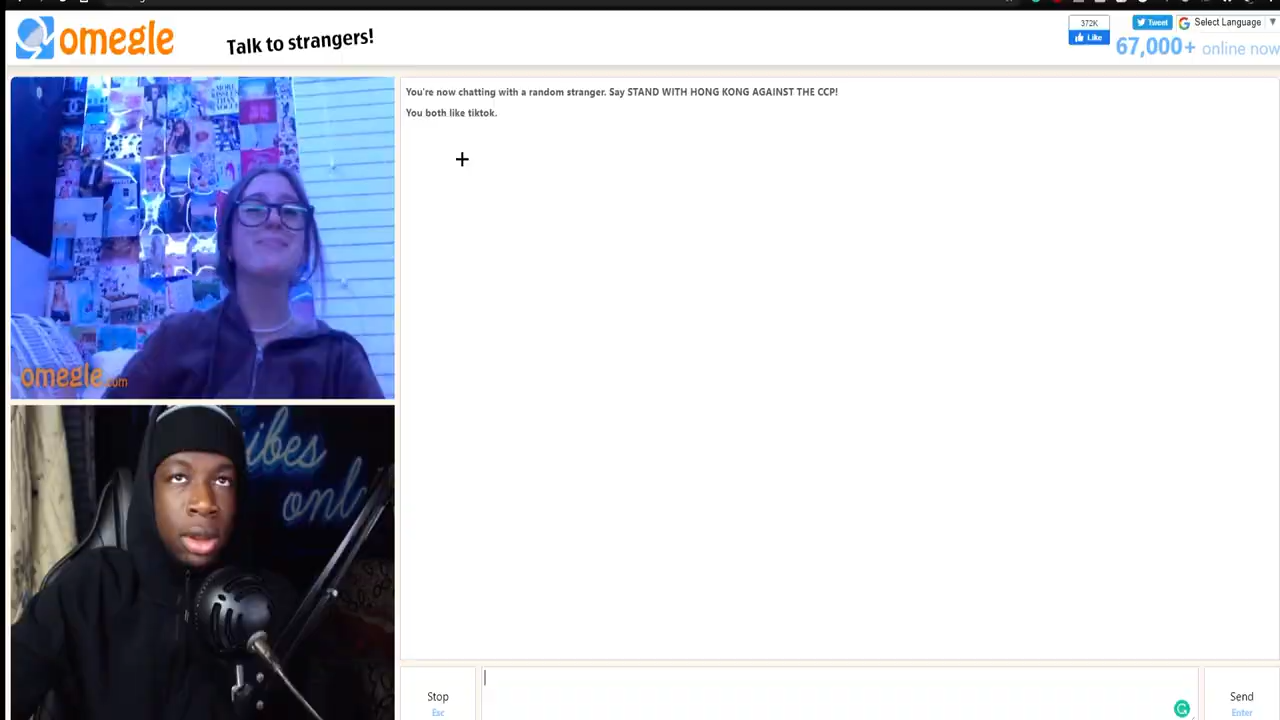 omegle
Talk to strangers!
372K
Like
Tweet
Select Language
67,000+ online now
You're now chatting with a random stranger. Say STAND WITH HONG KONG AGAINST THE CCP!
You both like tiktok.
omegle.com
ibes
onl
Stop
Esc
Send
Enter